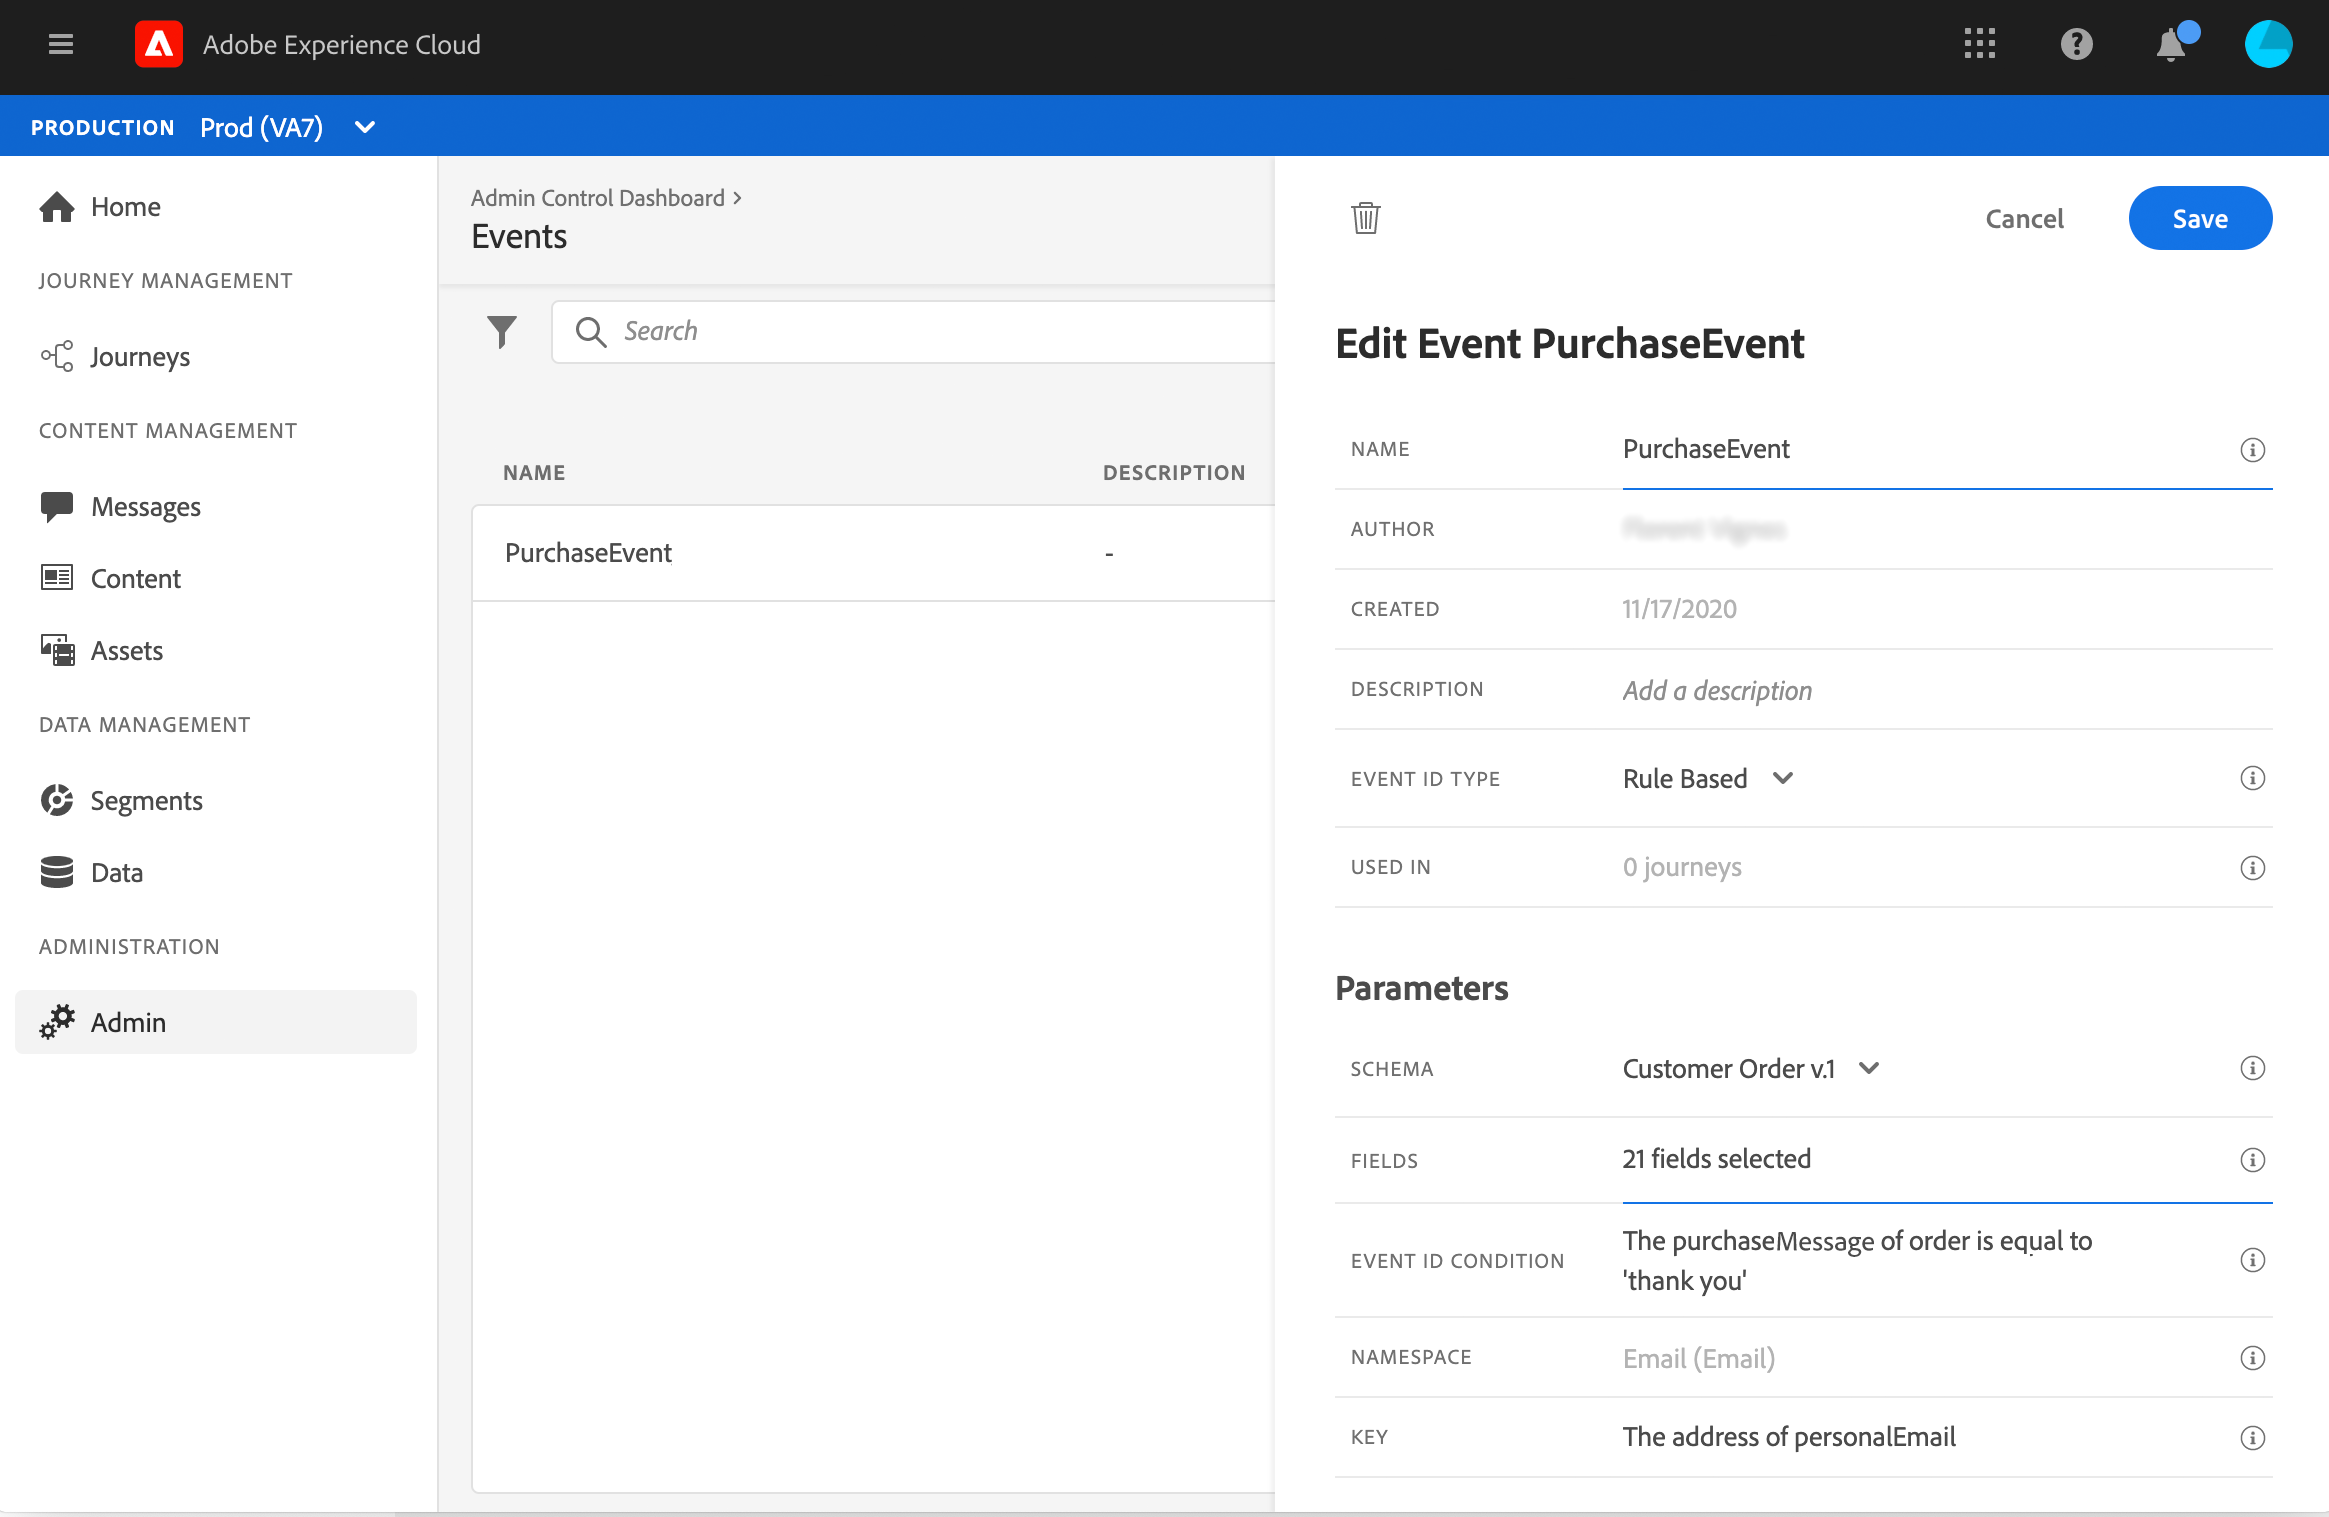 Adobe Experience Cloud
PRODUCTION Prod (VA7)
Home
JOURNEY MANAGEMENT
Journeys
CONTENT MANAGEMENT
Messages
Content
Assets
DATA MANAGEMENT
Segments
Data
ADMINISTRATION
Admin
Admin Control Dashboard >
Events
Search
NAME DESCRIPTION
PurchaseEvent -
Cancel Save
Edit Event PurchaseEvent
NAME PurchaseEvent
AUTHOR
CREATED 11/17/2020
DESCRIPTION Add a description
EVENT ID TYPE Rule Based
USED IN 0 journeys
Parameters
SCHEMA Customer Order v.1
FIELDS 21 fields selected
EVENT ID CONDITION The purchaseMessage of order is equal to
'thank you'
NAMESPACE Email (Email)
KEY The address of personalEmail